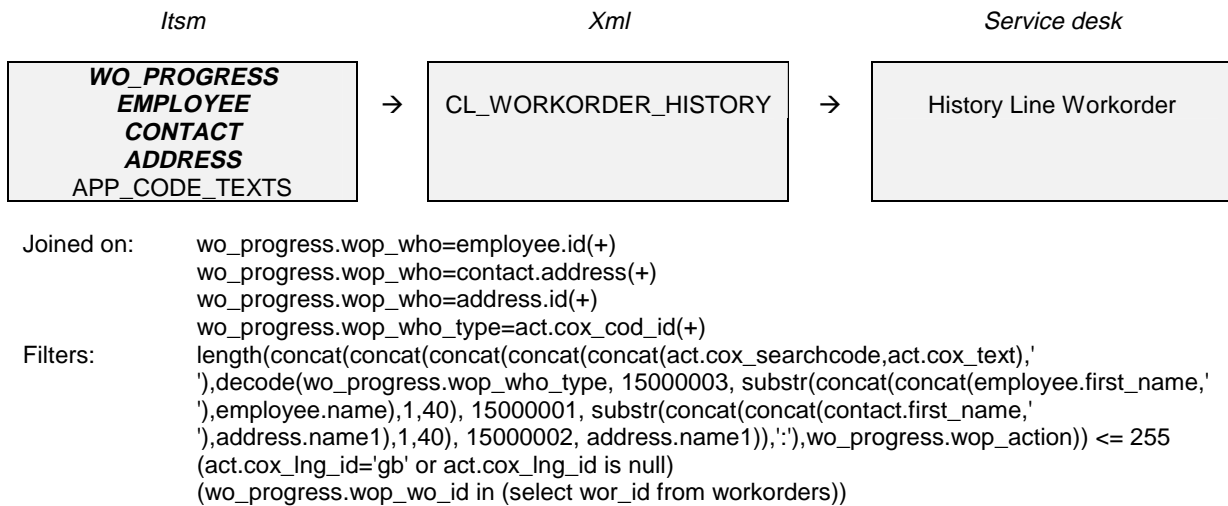 Itsm Xml Service desk
WO_PROGRESS
EMPLOYEE → CL_WORKORDER_HISTORY → History Line Workorder
CONTACT
ADDRESS
APP_CODE_TEXTS
Joined on: wo_progress.wop_who=employee.id(+)
wo_progress.wop_who=contact.address(+)
wo_progress.wop_who=address.id(+)
wo_progress.wop_who_type=act.cox_cod_id(+)
Filters: length(concat(concat(concat(concat(concat(act.cox_searchcode,act.cox_text),'
'),decode(wo_progress.wop_who_type, 15000003, substr(concat(concat(employee.first_name,'
'),employee.name),1,40), 15000001, substr(concat(concat(contact.first_name,'
'),address.name1),1,40), 15000002, address.name1)),':'),wo_progress.wop_action)) <= 255
(act.cox_lng_id='gb' or act.cox_lng_id is null)
(wo_progress.wop_wo_id in (select wor_id from workorders))